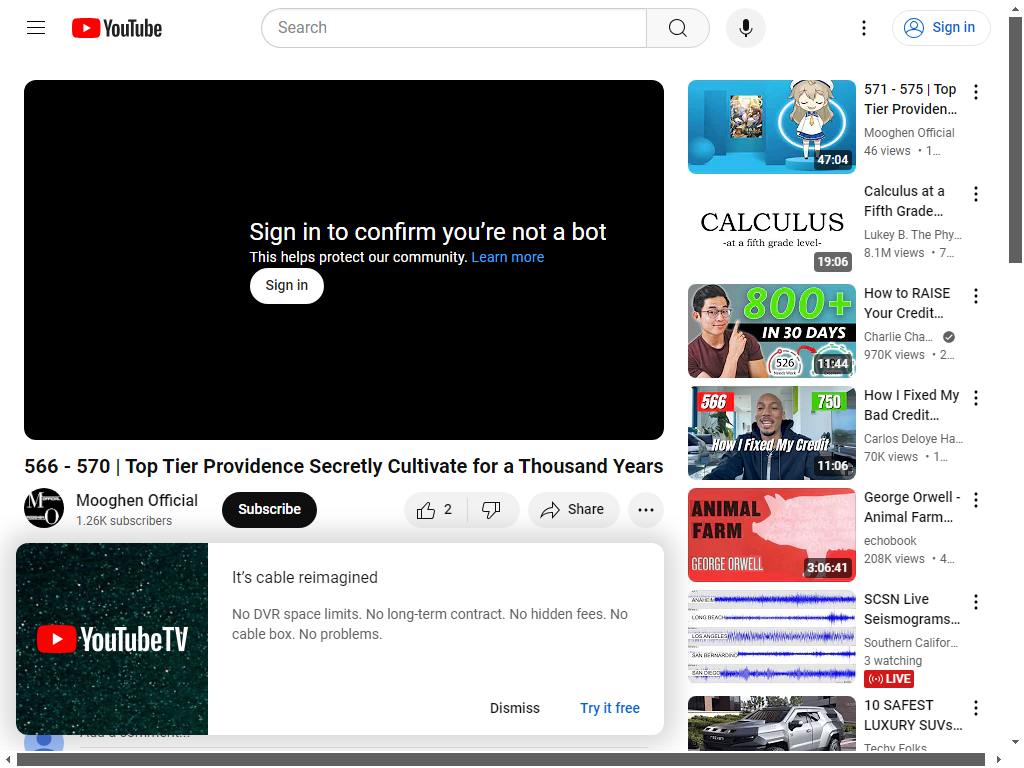 YouTube
Search
Sign in
Sign in to confirm you're not a bot
This helps protect our community. Learn more
Sign in
566 - 570 | Top Tier Providence Secretly Cultivate for a Thousand Years
Mooghen Official
1.26K subscribers
Subscribe
2
Share
YouTubeTV
It's cable reimagined
No DVR space limits. No long-term contract. No hidden fees. No
cable box. No problems.
Dismiss
Try it free
Add a comment...
571 - 575 | Top
Tier Providen…
Mooghen Official
46 views • 1…
47:04
CALCULUS
-at a fifth grade level-
19:06
Calculus at a
Fifth Grade…
Lukey B. The Phy…
8.1M views • 7…
800+
IN 30 DAYS
526
11:44
How to RAISE
Your Credit…
Charlie Cha…
970K views • 2…
566
750
How I Fixed My Credit
11:06
How I Fixed My
Bad Credit…
Carlos Deloye Ha…
70K views • 1…
ANIMAL
FARM
GEORGE ORWELL
3:06:41
George Orwell -
Animal Farm…
echobook
208K views • 4…
ANAHEIM
LONG BEACH
LOS ANGELES
SAN BERNARDINO
SAN DIEGO
SCSN Live
Seismograms…
Southern Califor…
3 watching
LIVE
10 SAFEST
LUXURY SUVs…
Techy Folks